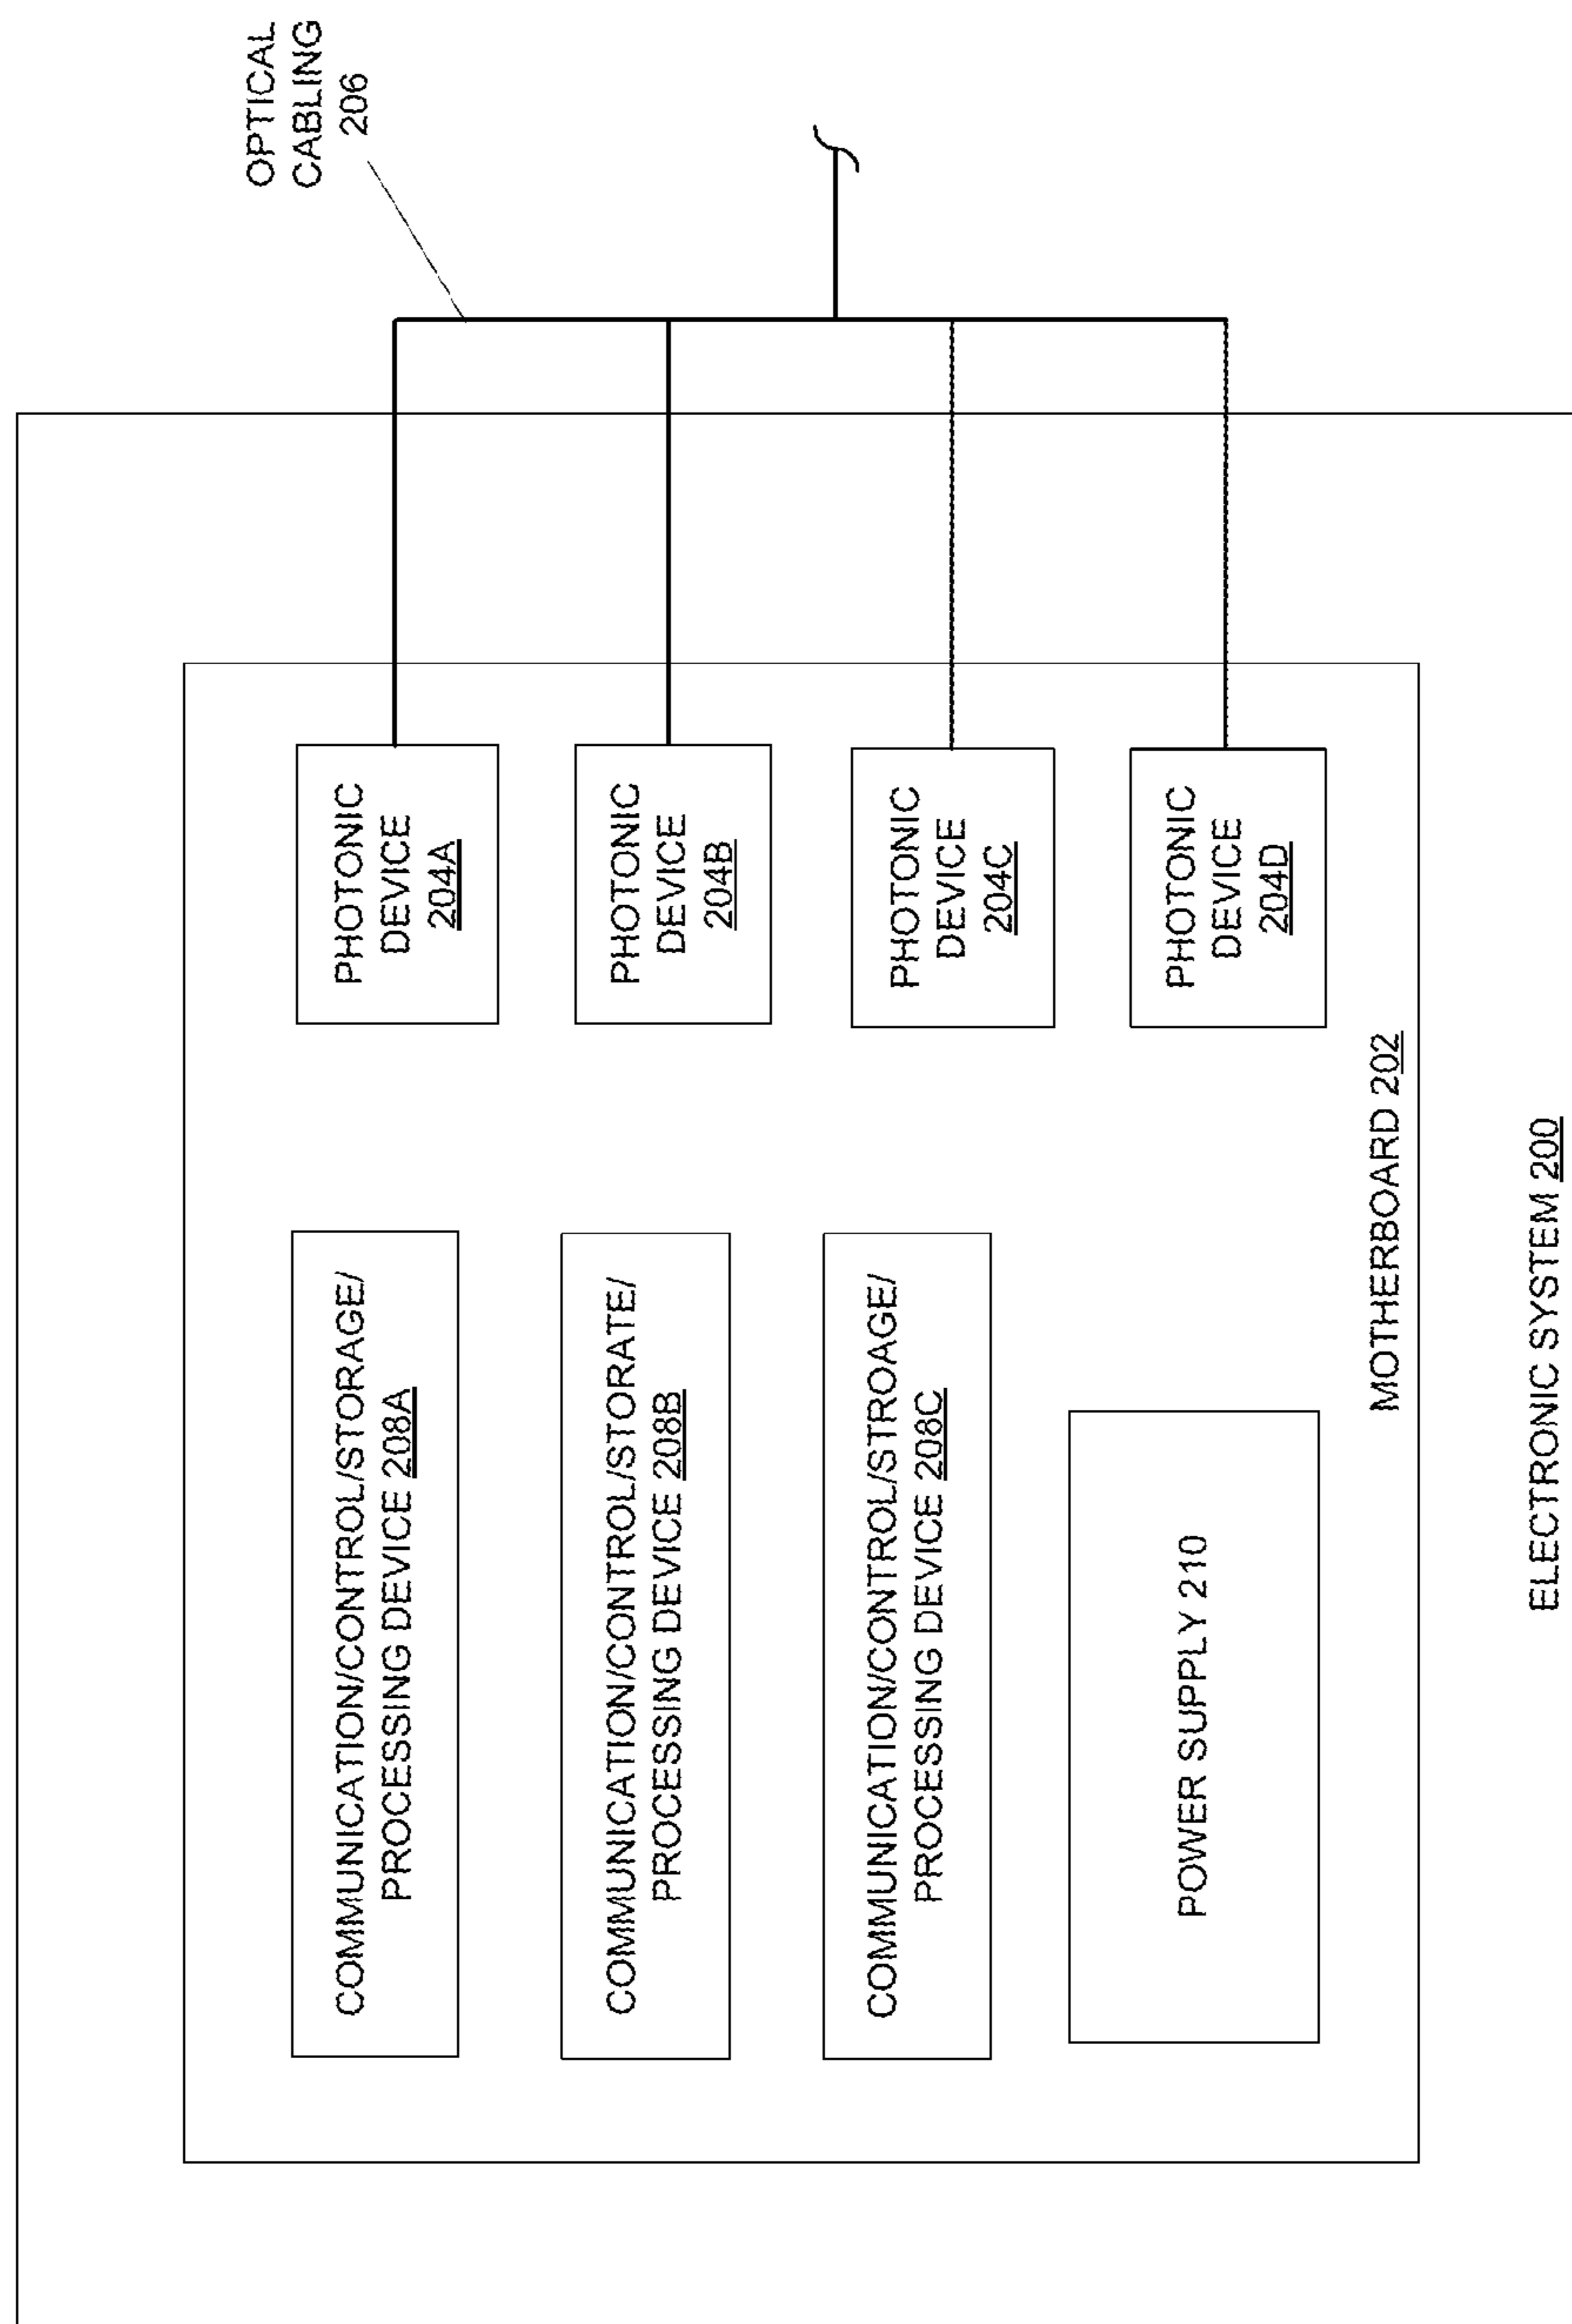 OPTICAL
CABLING
206
PHOTONIC
DEVICE
204A
PHOTONIC
DEVICE
204B
PHOTONIC
DEVICE
204C
PHOTONIC
DEVICE
204D
COMMUNICATION/CONTROL/STORAGE/
PROCESSING DEVICE 208A
COMMUNICATION/CONTROL/STORATE/
PROCESSING DEVICE 208B
COMMUNICATION/CONTROL/STROAGE/
PROCESSING DEVICE 208C
POWER SUPPLY 210
MOTHERBOARD 202
ELECTRONIC SYSTEM 200